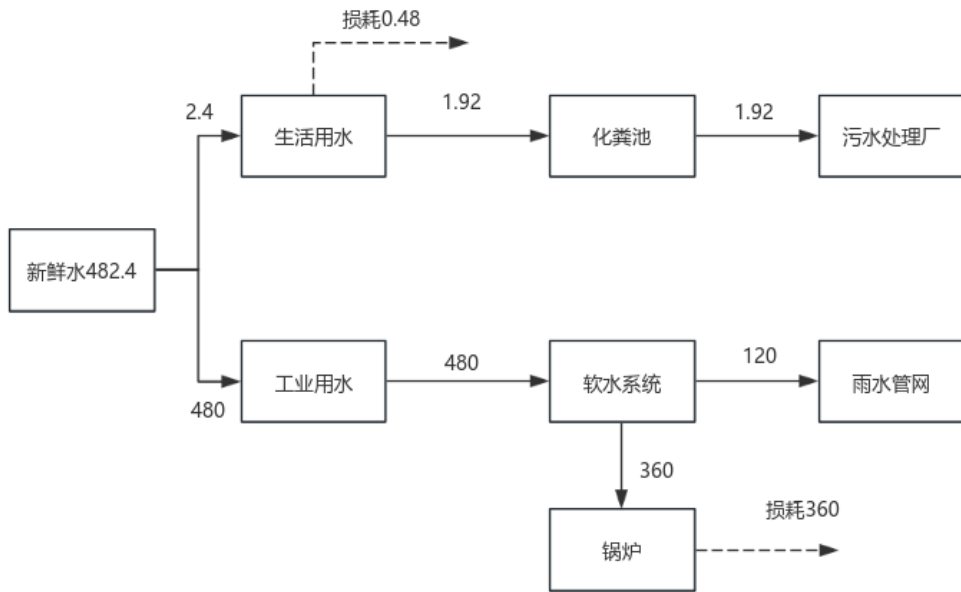 损耗0.48
2.4
生活用水
1.92
化粪池
1.92
污水处理厂
新鲜水482.4
480
工业用水
480
软水系统
120
雨水管网
360
锅炉
损耗360